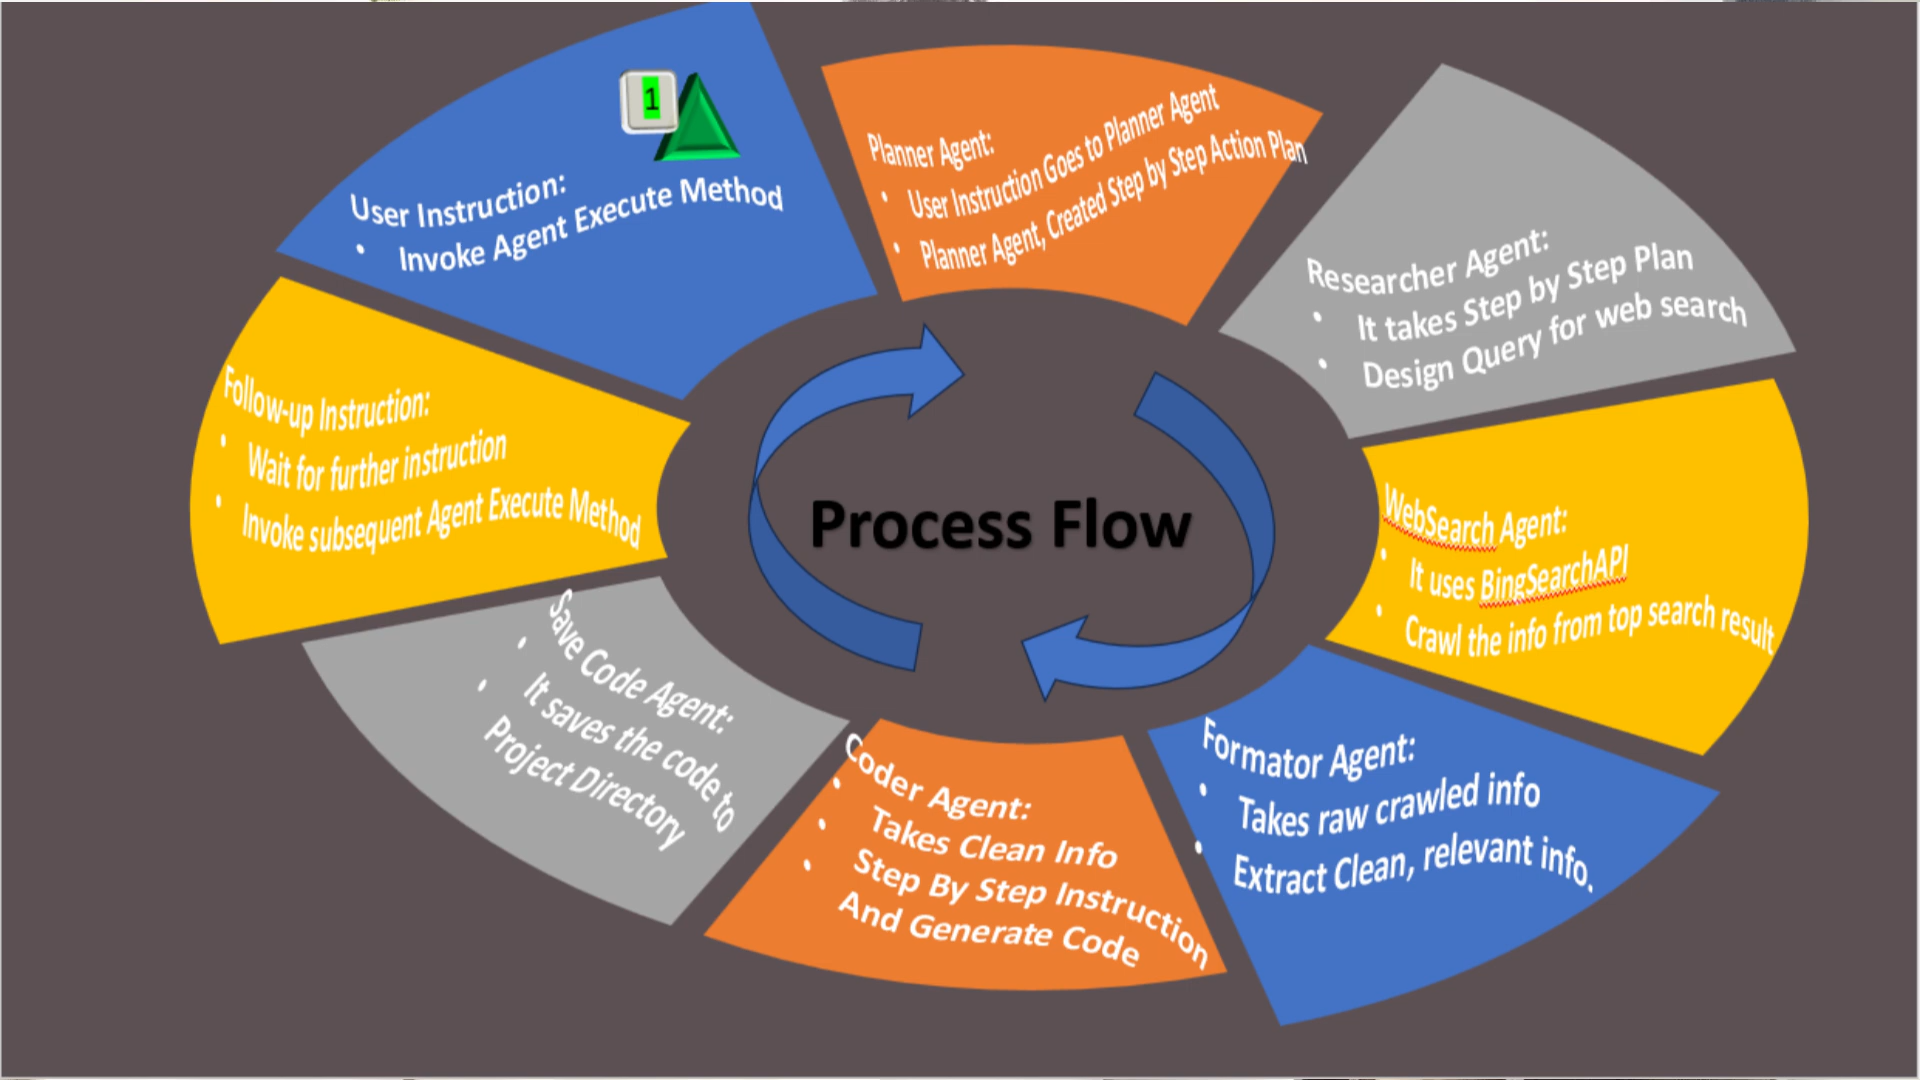 1
User Instruction:
• Invoke Agent Execute Method
Planner Agent:
• User Instruction Goes to Planner Agent
• Planner Agent, Created Step by Step Action Plan
Researcher Agent:
• It takes Step by Step Plan
• Design Query for web search
WebSearch Agent:
• It uses BingSearchAPI
• Crawl the info from top search result
Formator Agent:
• Takes raw crawled info
• Extract Clean, relevant info.
Coder Agent:
• Takes Clean Info
• Step By Step Instruction
• And Generate Code
Save Code Agent:
• It saves the code to
• Project Directory
Follow-up Instruction:
• Wait for further instruction
• Invoke subsequent Agent Execute Method
Process Flow